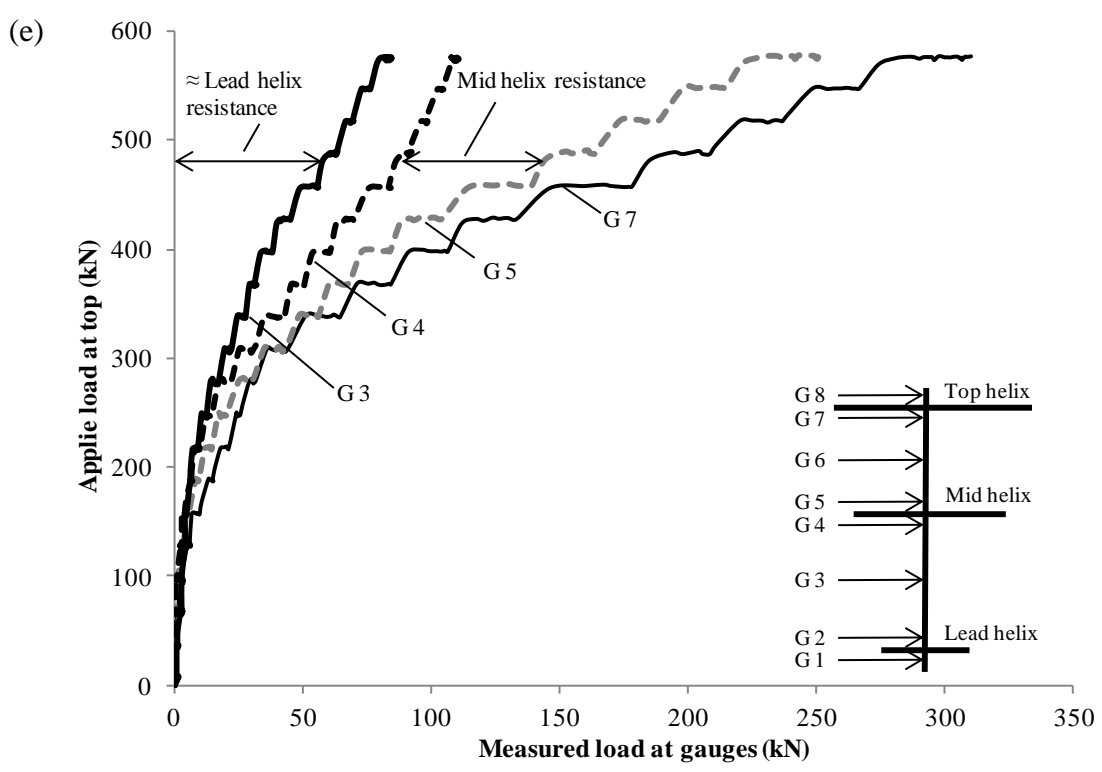 (e)
600
500
400
300
200
100
0
Applie load at top (kN)
≈ Lead helix
resistance
Mid helix resistance
G 7
G 5
G 4
G 3
G 8
Top helix
G 7
G 6
G 5
Mid helix
G 4
G 3
G 2
Lead helix
G 1
0 50 100 150 200 250 300 350
Measured load at gauges (kN)